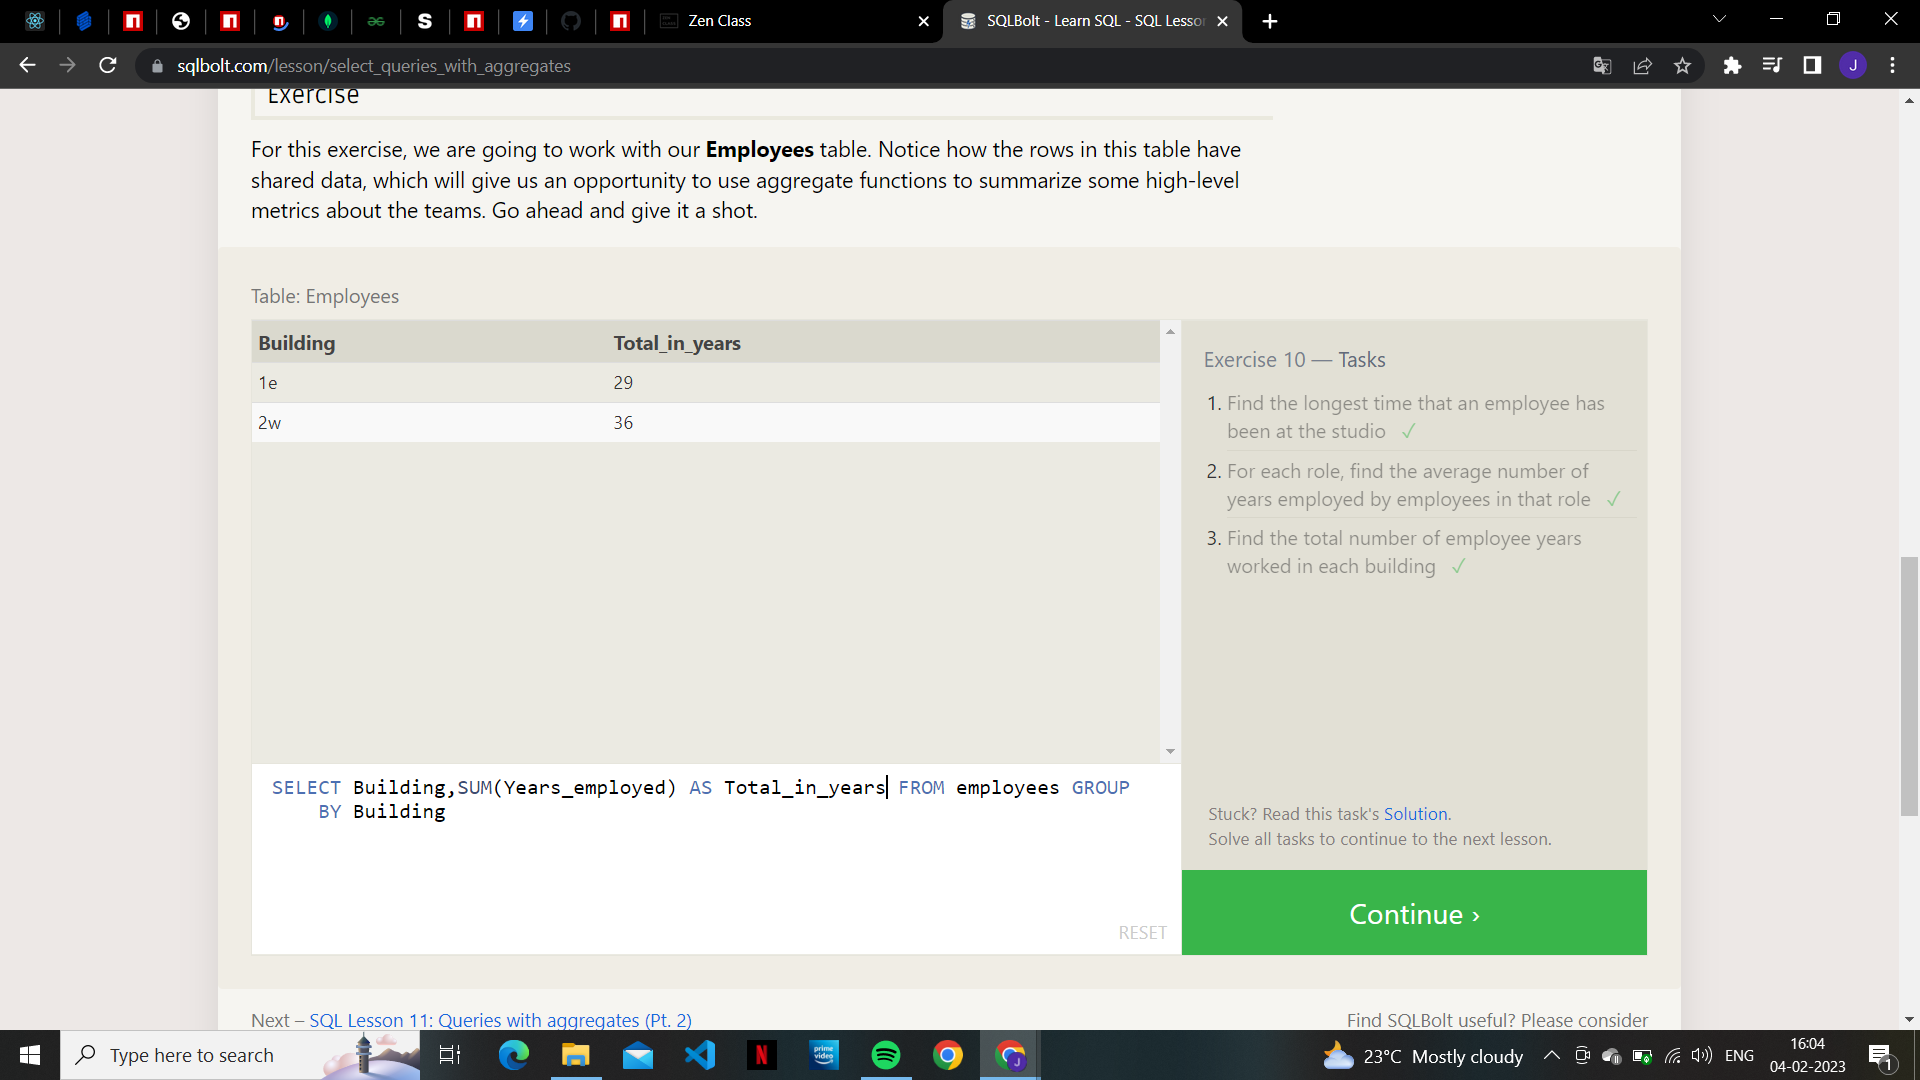 Zen Class
SQLBolt - Learn SQL - SQL Lesso
sqlbolt.com/lesson/select_queries_with_aggregates
J
Exercise
For this exercise, we are going to work with our Employees table. Notice how the rows in this table have
shared data, which will give us an opportunity to use aggregate functions to summarize some high-level
metrics about the teams. Go ahead and give it a shot.
Table: Employees
Building Total_in_years
1e 29
2w 36
SELECT Building,SUM(Years_employed) AS Total_in_years FROM employees GROUP
BY Building
RESET
Exercise 10 — Tasks
1. Find the longest time that an employee has
been at the studio ✓
2. For each role, find the average number of
years employed by employees in that role ✓
3. Find the total number of employee years
worked in each building ✓
Stuck? Read this task's Solution.
Solve all tasks to continue to the next lesson.
Continue ›
Next – SQL Lesson 11: Queries with aggregates (Pt. 2)
Find SQLBolt useful? Please consider
Type here to search
23°C Mostly cloudy
ENG
16:04
04-02-2023
1